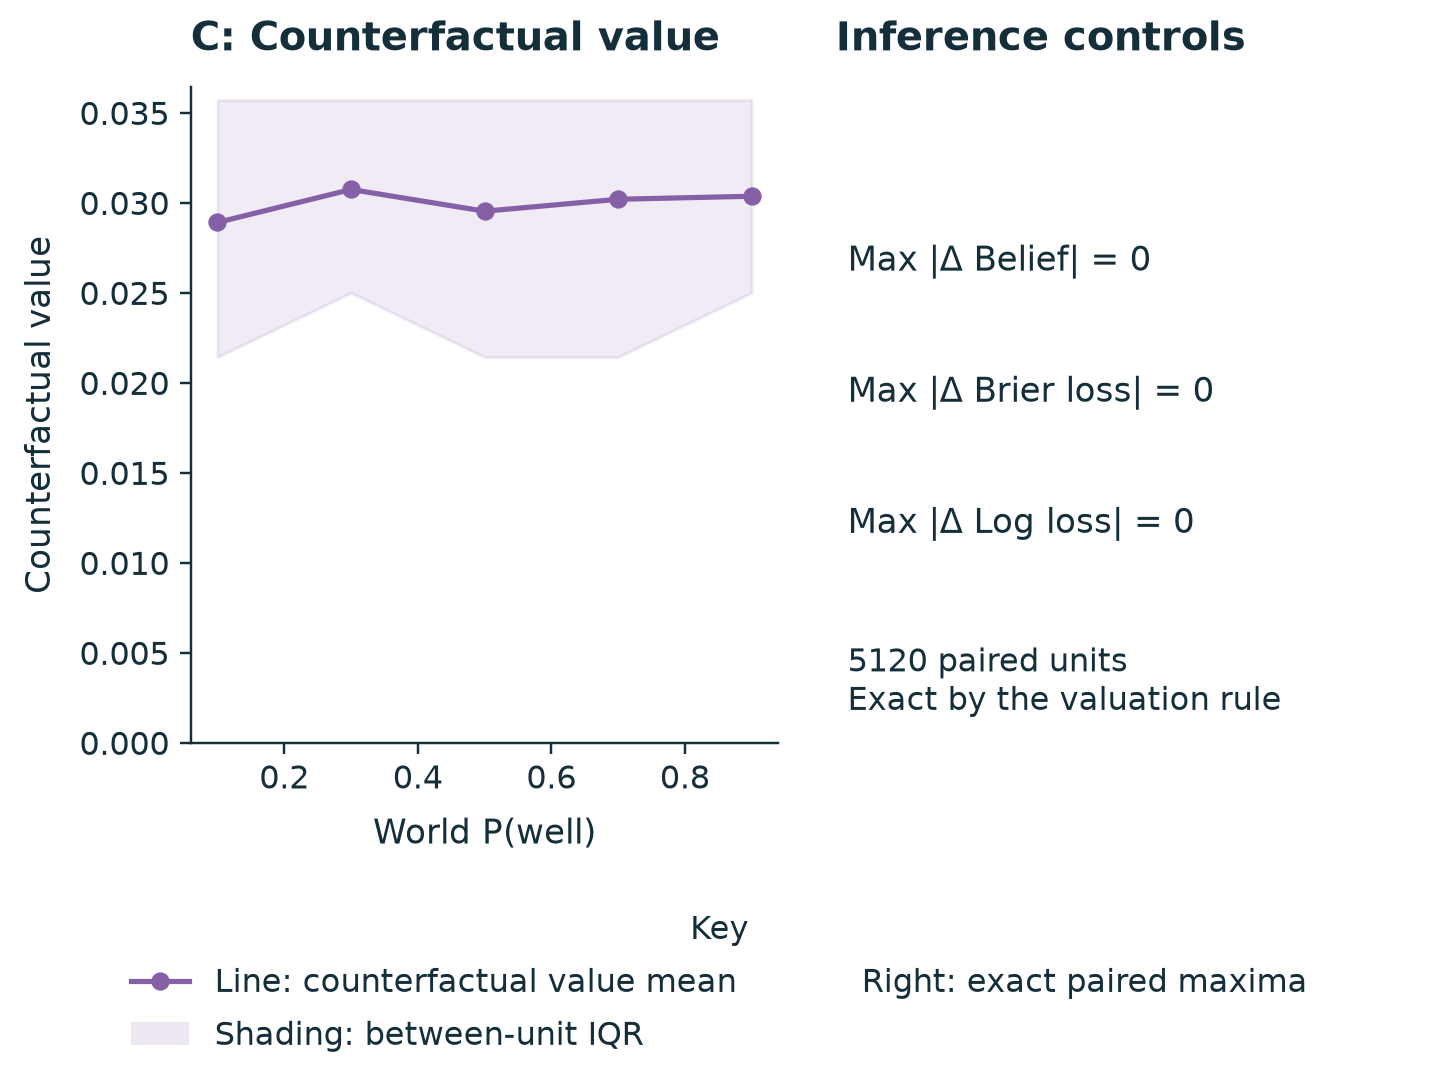 C: Counterfactual value
Inference controls
0.035
0.030
0.025
0.020
0.015
0.010
0.005
0.000
Counterfactual value
0.2
0.4
0.6
0.8
World P(well)
Max |Δ Belief| = 0
Max |Δ Brier loss| = 0
Max |Δ Log loss| = 0
5120 paired units
Exact by the valuation rule
Key
Line: counterfactual value mean
Shading: between-unit IQR
Right: exact paired maxima